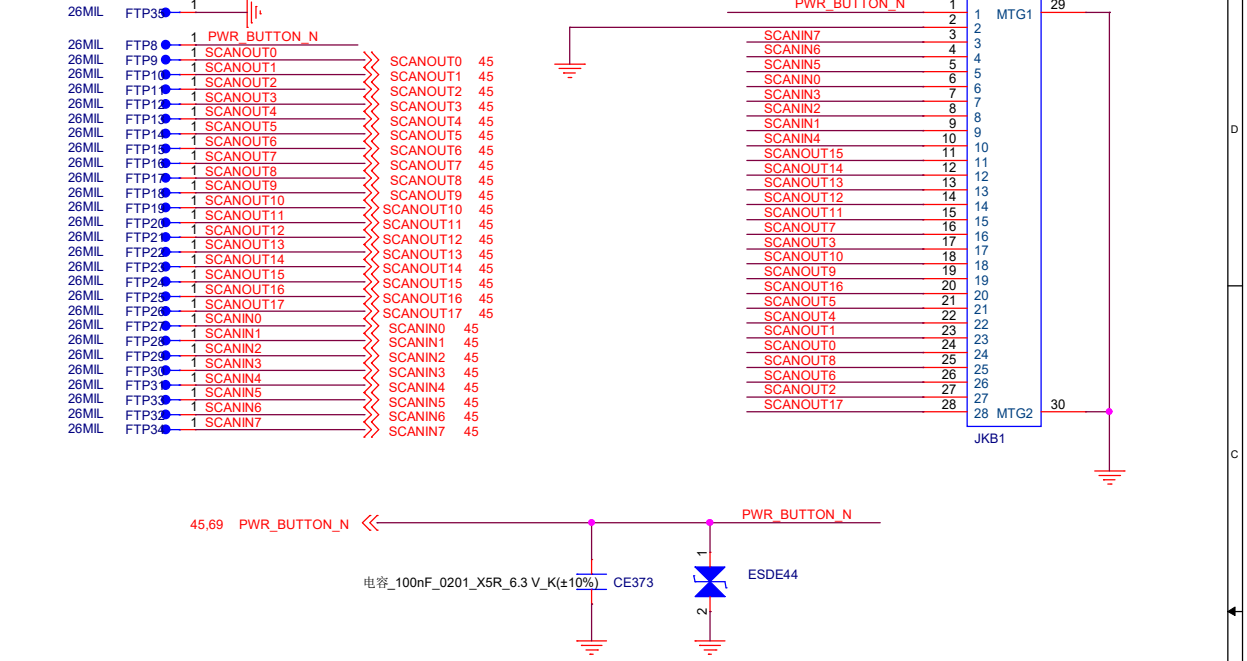 26MIL FTP35 1
26MIL FTP8 1 PWR_BUTTON_N
26MIL FTP9 1 SCANOUT0 SCANOUT0 45
26MIL FTP10 1 SCANOUT1 SCANOUT1 45
26MIL FTP11 1 SCANOUT2 SCANOUT2 45
26MIL FTP12 1 SCANOUT3 SCANOUT3 45
26MIL FTP13 1 SCANOUT4 SCANOUT4 45
26MIL FTP14 1 SCANOUT5 SCANOUT5 45
26MIL FTP15 1 SCANOUT6 SCANOUT6 45
26MIL FTP16 1 SCANOUT7 SCANOUT7 45
26MIL FTP17 1 SCANOUT8 SCANOUT8 45
26MIL FTP18 1 SCANOUT9 SCANOUT9 45
26MIL FTP19 1 SCANOUT10 SCANOUT10 45
26MIL FTP20 1 SCANOUT11 SCANOUT11 45
26MIL FTP21 1 SCANOUT12 SCANOUT12 45
26MIL FTP22 1 SCANOUT13 SCANOUT13 45
26MIL FTP23 1 SCANOUT14 SCANOUT14 45
26MIL FTP24 1 SCANOUT15 SCANOUT15 45
26MIL FTP25 1 SCANOUT16 SCANOUT16 45
26MIL FTP26 1 SCANOUT17 SCANOUT17 45
26MIL FTP27 1 SCANIN0 SCANIN0 45
26MIL FTP28 1 SCANIN1 SCANIN1 45
26MIL FTP29 1 SCANIN2 SCANIN2 45
26MIL FTP30 1 SCANIN3 SCANIN3 45
26MIL FTP31 1 SCANIN4 SCANIN4 45
26MIL FTP33 1 SCANIN5 SCANIN5 45
26MIL FTP32 1 SCANIN6 SCANIN6 45
26MIL FTP34 1 SCANIN7 SCANIN7 45
PWR_BUTTON_N 1 1 MTG1 29
2 2
SCANIN7 3 3
SCANIN6 4 4
SCANIN5 5 5
SCANIN0 6 6
SCANIN3 7 7
SCANIN2 8 8
SCANIN1 9 9
SCANIN4 10 10
SCANOUT15 11 11
SCANOUT14 12 12
SCANOUT13 13 13
SCANOUT12 14 14
SCANOUT11 15 15
SCANOUT7 16 16
SCANOUT3 17 17
SCANOUT10 18 18
SCANOUT9 19 19
SCANOUT16 20 20
SCANOUT5 21 21
SCANOUT4 22 22
SCANOUT1 23 23
SCANOUT0 24 24
SCANOUT8 25 25
SCANOUT6 26 26
SCANOUT2 27 27
SCANOUT17 28 28 MTG2 30
JKB1
D
C
45,69 PWR_BUTTON_N PWR_BUTTON_N
电容_100nF_0201_X5R_6.3 V_K(±10%) CE373
1 ESDE44
2